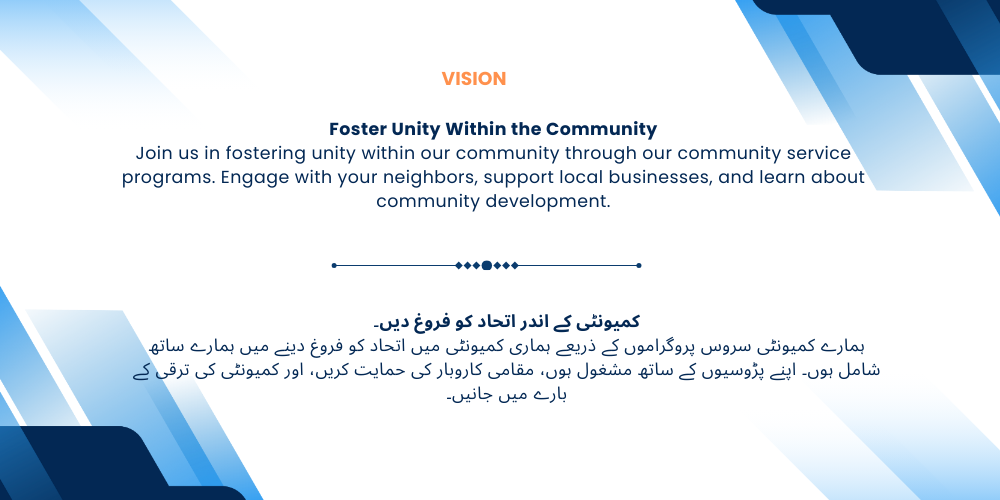 VISION
Foster Unity Within the Community
Join us in fostering unity within our community through our community service
programs. Engage with your neighbors, support local businesses, and learn about
community development.
کمیونٹی کے اندر اتحاد کو فروغ دیں۔
ہمارے کمیونٹی سروس پروگراموں کے ذریعے ہماری کمیونٹی میں اتحاد کو فروغ دینے میں ہمارے ساتھ
شامل ہوں۔ اپنے پڑوسیوں کے ساتھ مشغول ہوں، مقامی کاروبار کی حمایت کریں، اور کمیونٹی کی ترقی کے
بارے میں جانیں۔